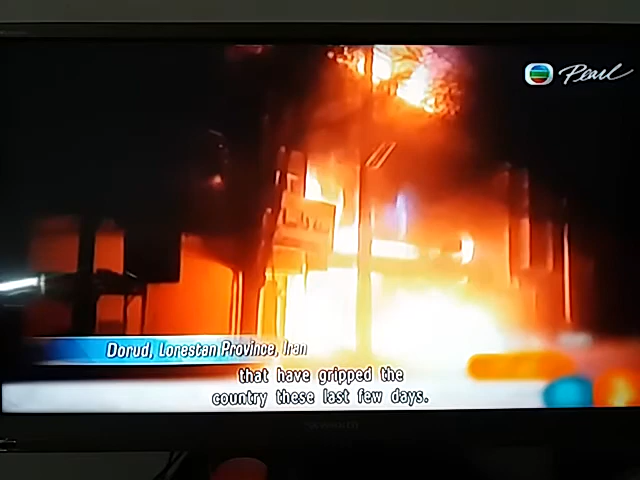 Pearl
Dorud, Lorestan Province, Iran
that have gripped the
country these last few days.